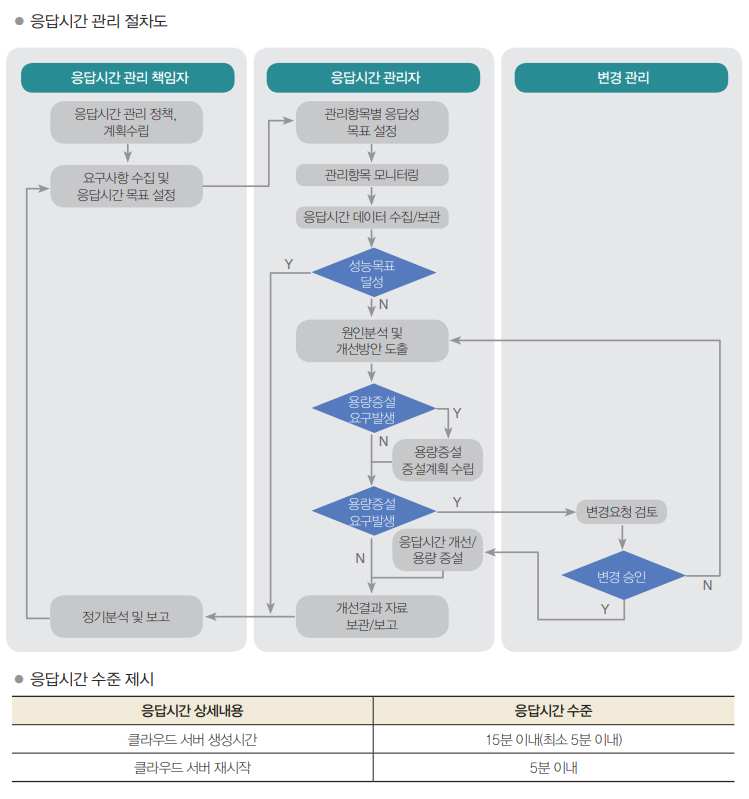 ● 응답시간 관리 절차도
응답시간 관리 책임자
응답시간 관리 정책,
계획수립
요구사항 수집 및
응답시간 목표 설정
정기분석 및 보고
응답시간 관리자
관리항목별 응답성
목표 설정
관리항목 모니터링
응답시간 데이터 수집/보관
성능목표
달성
Y
N
원인분석 및
개선방안 도출
용량증설
요구발생
Y
N
용량증설
증설계획 수립
용량증설
요구발생
Y
N
응답시간 개선/
용량 증설
개선결과 자료
보관/보고
변경 관리
변경요청 검토
변경 승인
N
Y
● 응답시간 수준 제시
응답시간 상세내용 응답시간 수준
클라우드 서버 생성시간 15분 이내(최소 5분 이내)
클라우드 서버 재시작 5분 이내